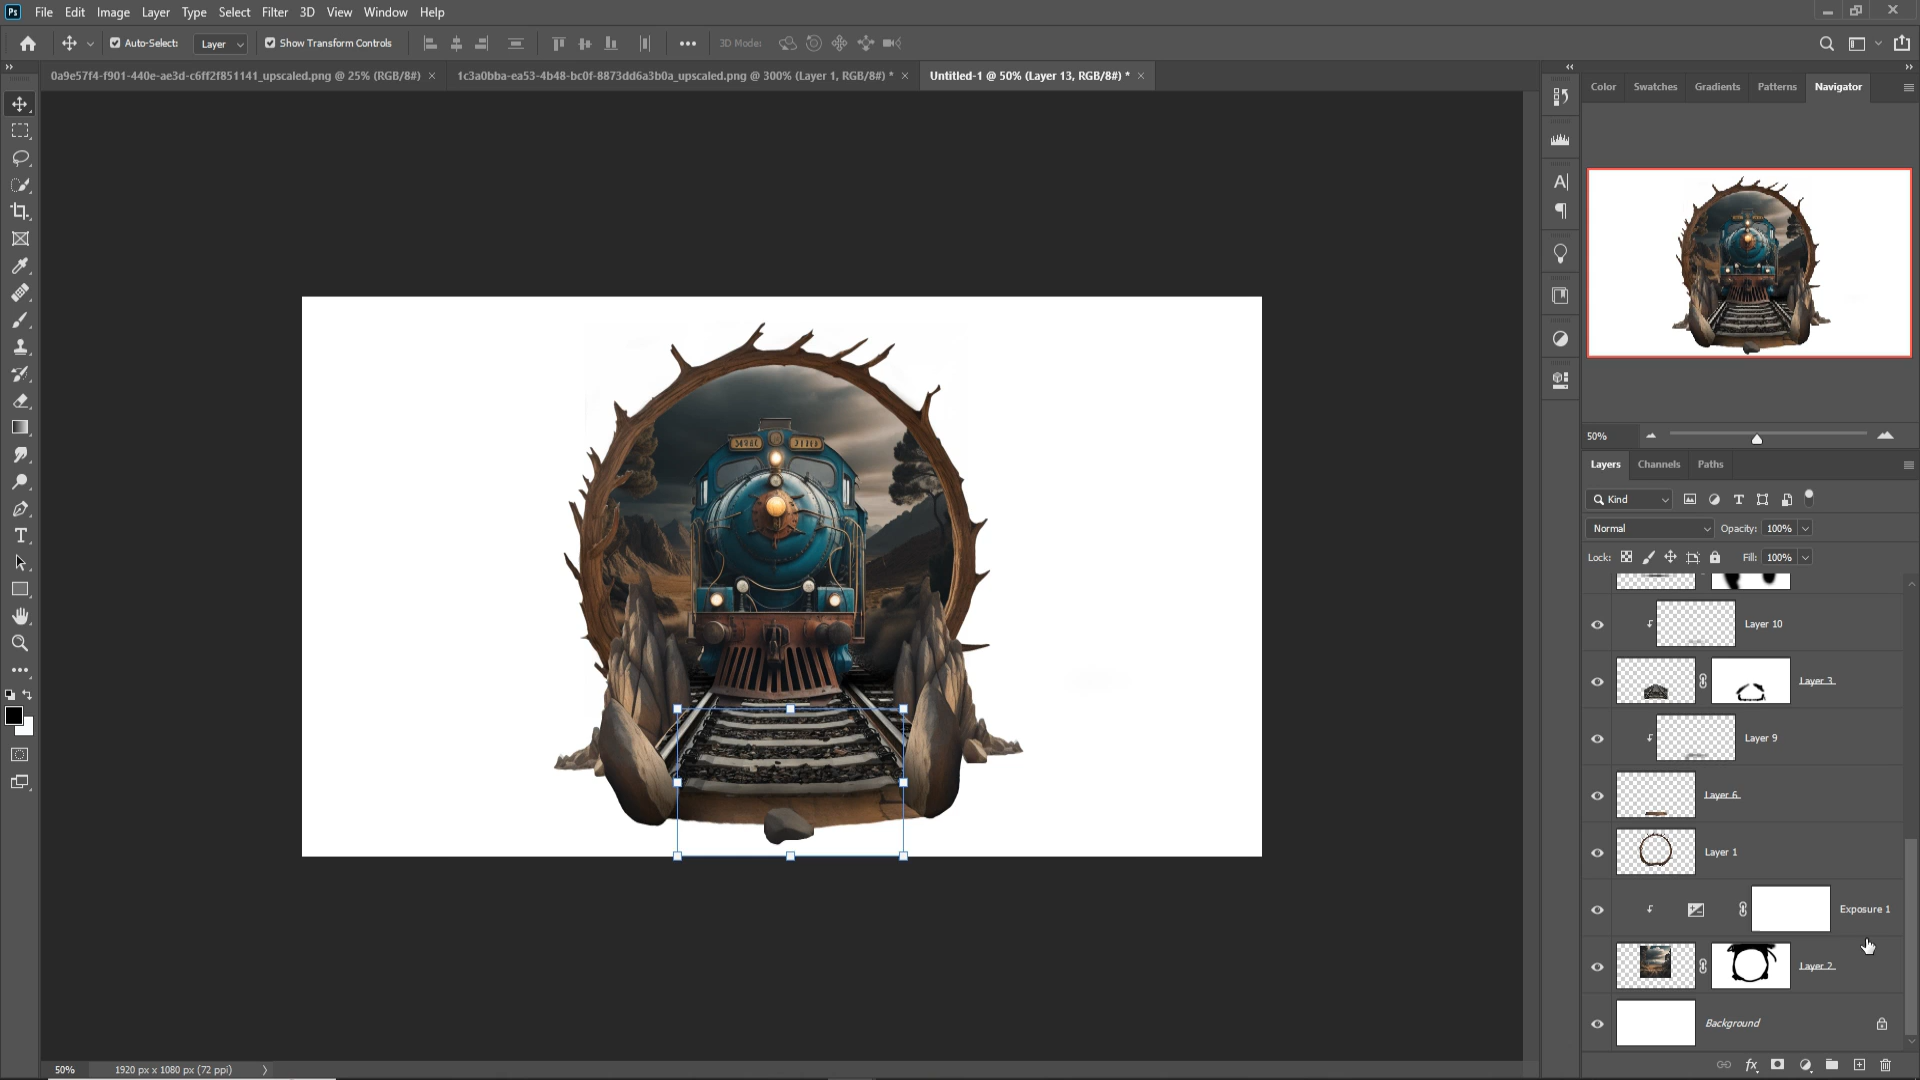 Ps File Edit Image Layer Type Select Filter 3D View Window Help
Auto-Select: Layer Show Transform Controls 3D Mode:
0a9e57f4-f901-440e-ae3d-c6ff2f851141_upscaled.png @ 25% (RGB/8#) × 1c3a0bba-ea53-4b48-bc0f-8873dd6a3b0a_upscaled.png @ 300% (Layer 1, RGB/8#) * × Untitled-1 @ 50% (Layer 13, RGB/8#) * ×
Color Swatches Gradients Patterns Navigator
50%
Layers Channels Paths
Kind
Normal Opacity: 100%
Lock: Fill: 100%
Layer 10
Layer 3
Layer 9
Layer 6
Layer 1
Exposure 1
Layer 2
Background
50% 1920 px x 1080 px (72 ppi)